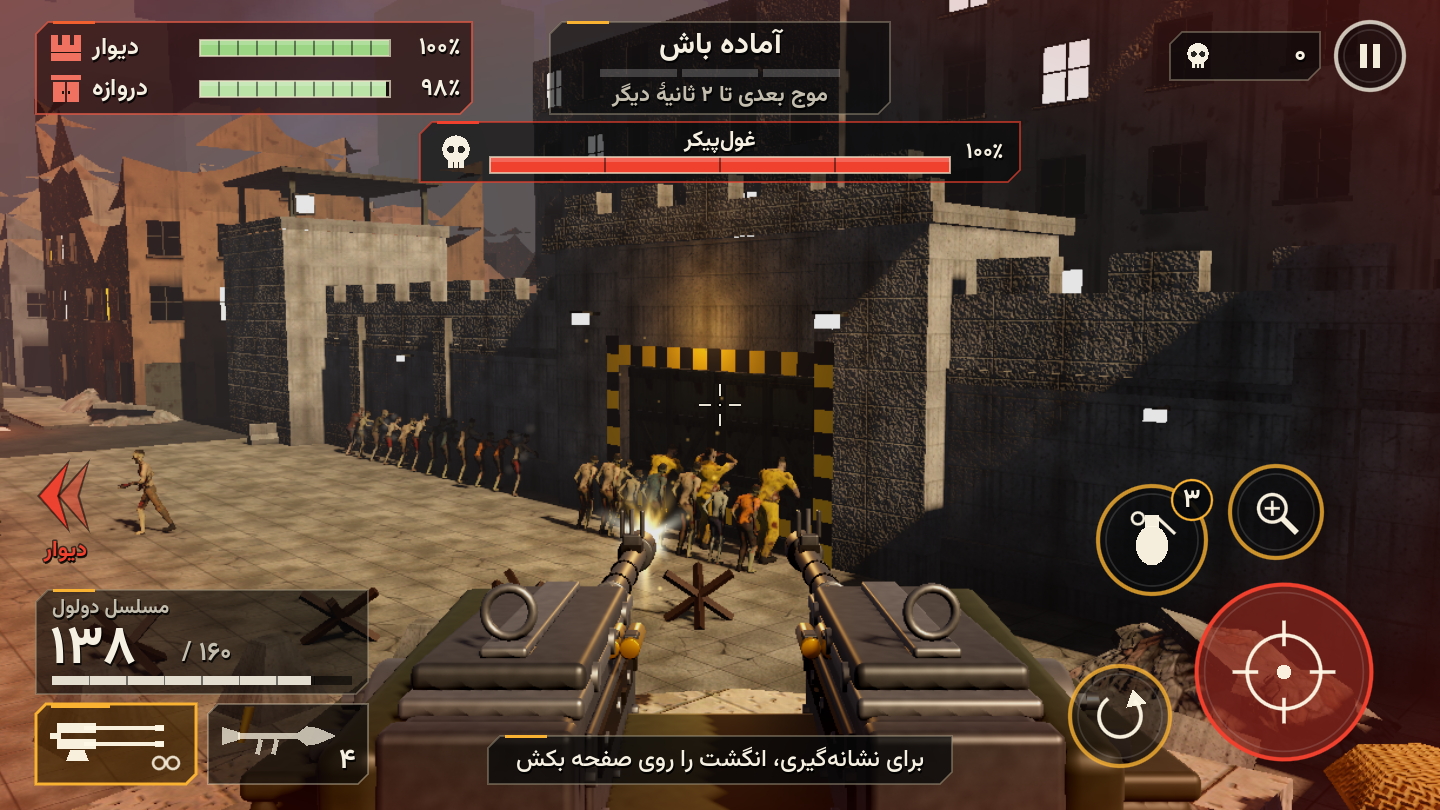 دیوار ۱۰۰٪
دروازه ۹۸٪
آماده باش
موج بعدی تا ۲ ثانیهٔ دیگر
۰
غول‌پیکر
۱۰۰٪
۳
دیوار
مسلسل دولول
۱۳۸ / ۱۶۰
∞
۴
برای نشانه‌گیری، انگشت را روی صفحه بکش